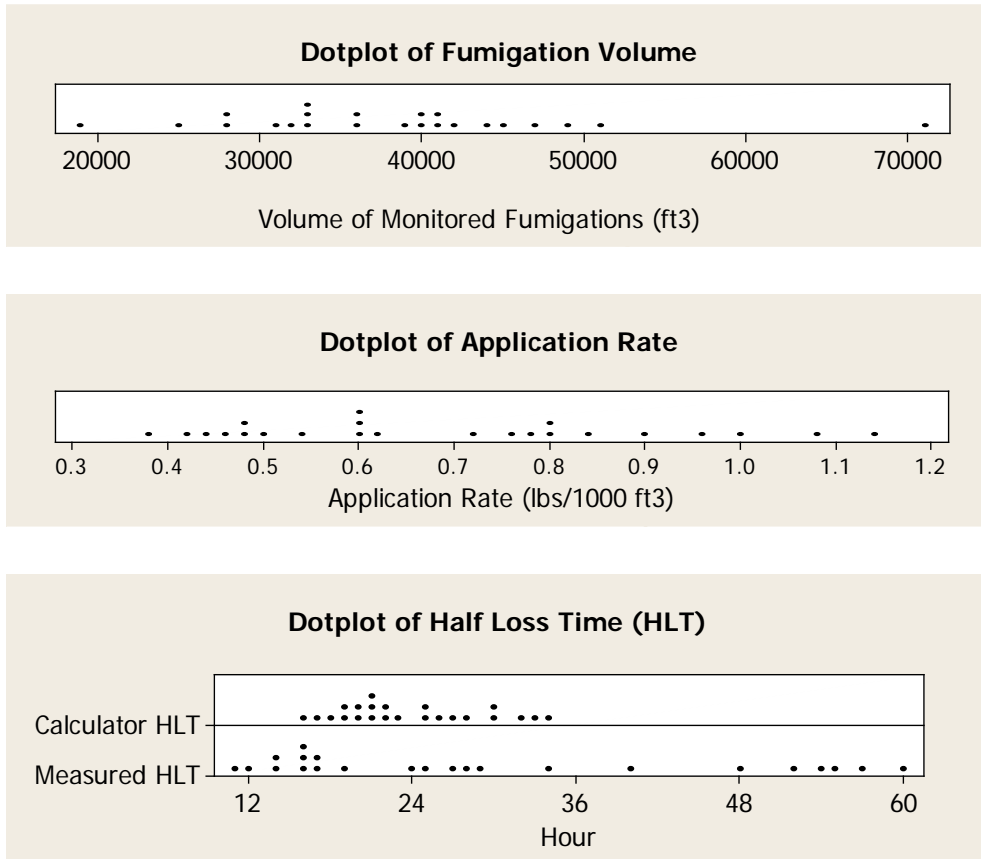 Dotplot of Fumigation Volume
20000 30000 40000 50000 60000 70000
Volume of Monitored Fumigations (ft3)
Dotplot of Application Rate
0.3 0.4 0.5 0.6 0.7 0.8 0.9 1.0 1.1 1.2
Application Rate (lbs/1000 ft3)
Dotplot of Half Loss Time (HLT)
Calculator HLT
Measured HLT
12 24 36 48 60
Hour